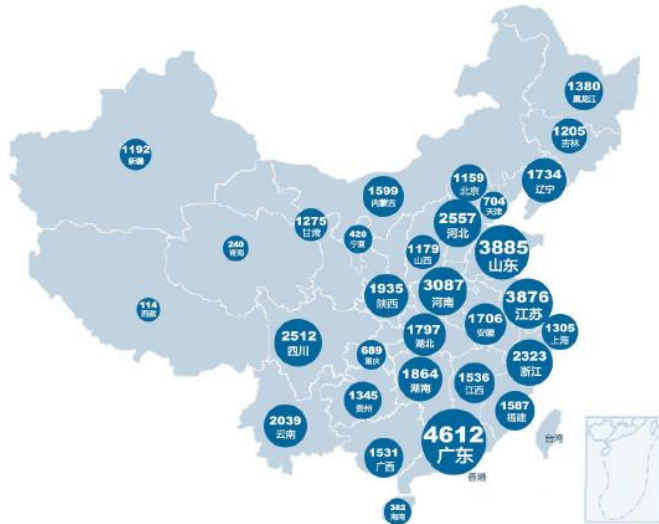 1380
黑龙江
1205
吉林
1192
新疆
1734
辽宁
1159
北京
1599
内蒙古
704
天津
2557
河北
1275
甘肃
420
宁夏
240
青海
1179
山西
3885
山东
1935
陕西
3087
河南
3876
江苏
114
西藏
1706
安徽
1305
上海
1797
湖北
2512
四川
689
重庆
2323
浙江
1864
湖南
1536
江西
1345
贵州
1587
福建
2039
云南
4612
广东
台湾
1531
广西
香港
382
海南